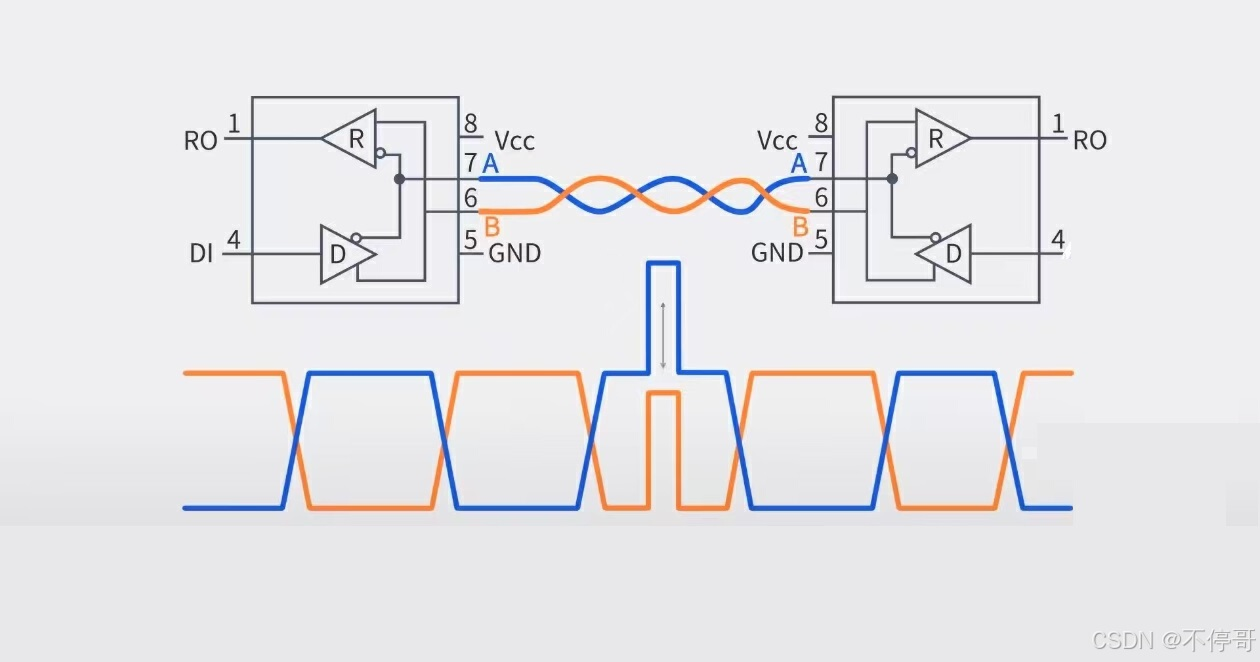 RO 1
R
8 Vcc
7 A
6
B
5 GND
DI 4
D
Vcc 8
A 7
6
B
GND 5
R
1 RO
D
4
CSDN @不停哥